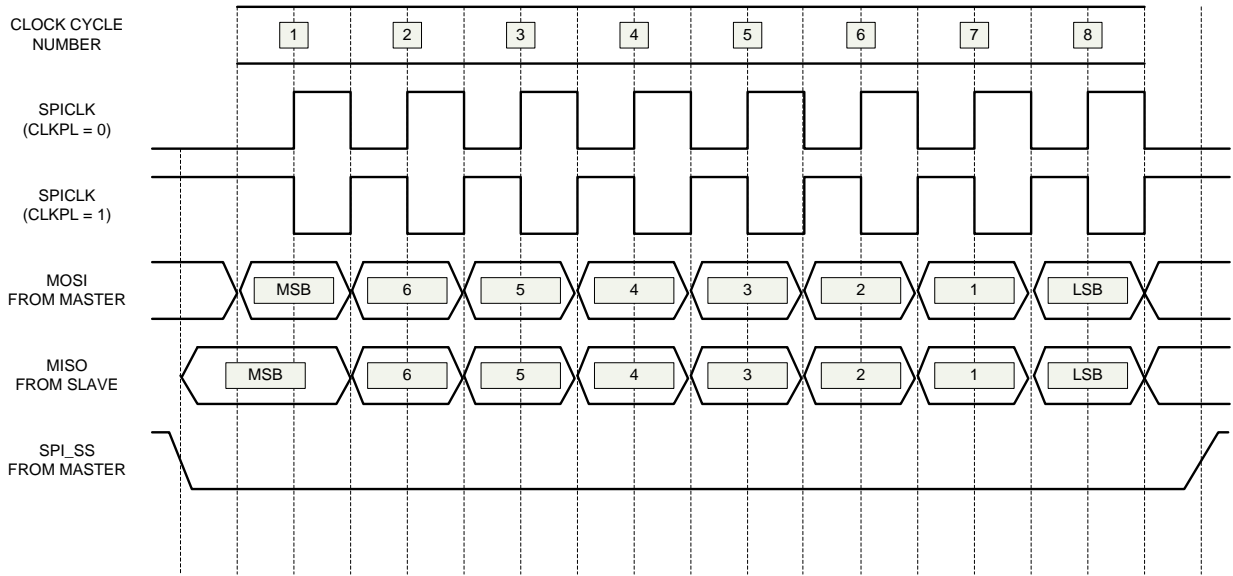 CLOCK CYCLE
NUMBER
1 2 3 4 5 6 7 8
SPICLK
(CLKPL = 0)
SPICLK
(CLKPL = 1)
MOSI
FROM MASTER
MSB 6 5 4 3 2 1 LSB
MISO
FROM SLAVE
MSB 6 5 4 3 2 1 LSB
SPI_SS
FROM MASTER